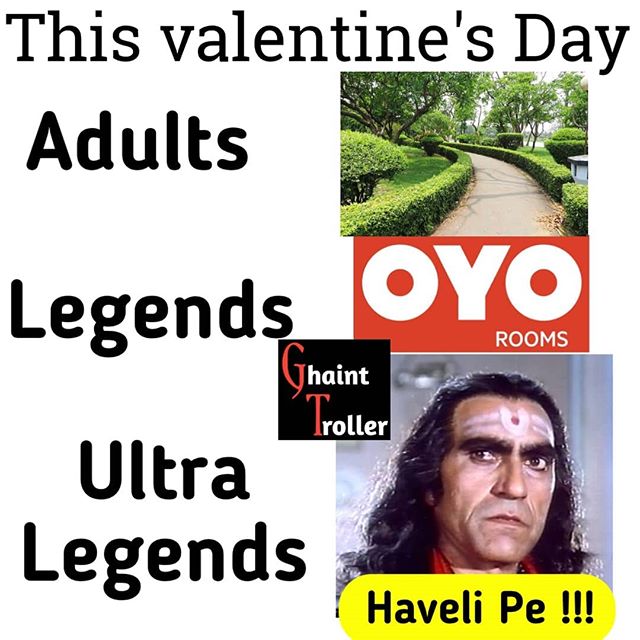 This valentine's Day
Adults
OYO
ROOMS
Legends
Ghaint
Troller
Ultra
Legends
Haveli Pe !!!